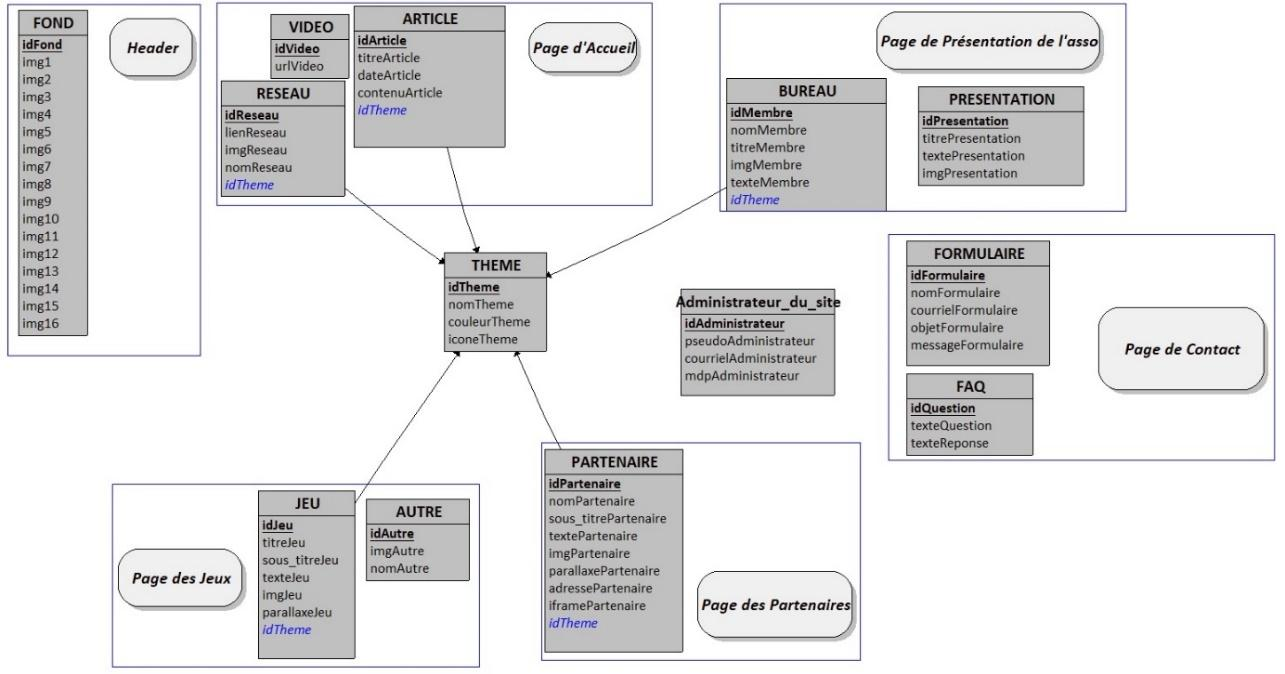 FOND
idFond
img1
img2
img3
img4
img5
img6
img7
img8
img9
img10
img11
img12
img13
img14
img15
img16
Header
VIDEO
idVideo
urlVideo
RESEAU
idReseau
lienReseau
imgReseau
nomReseau
idTheme
ARTICLE
idArticle
titreArticle
dateArticle
contenuArticle
idTheme
Page d'Accueil
Page de Présentation de l'asso
BUREAU
idMembre
nomMembre
titreMembre
imgMembre
texteMembre
idTheme
PRESENTATION
idPresentation
titrePresentation
textePresentation
imgPresentation
THEME
idTheme
nomTheme
couleurTheme
iconeTheme
Administrateur_du_site
idAdministrateur
pseudoAdministrateur
courrielAdministrateur
mdpAdministrateur
FORMULAIRE
idFormulaire
nomFormulaire
courrielFormulaire
objetFormulaire
messageFormulaire
FAQ
idQuestion
texteQuestion
texteReponse
Page de Contact
Page des Jeux
JEU
idJeu
titreJeu
sous_titreJeu
texteJeu
imgJeu
parallaxeJeu
idTheme
AUTRE
idAutre
imgAutre
nomAutre
PARTENAIRE
idPartenaire
nomPartenaire
sous_titrePartenaire
textePartenaire
imgPartenaire
parallaxePartenaire
adressePartenaire
iframePartenaire
idTheme
Page des Partenaires